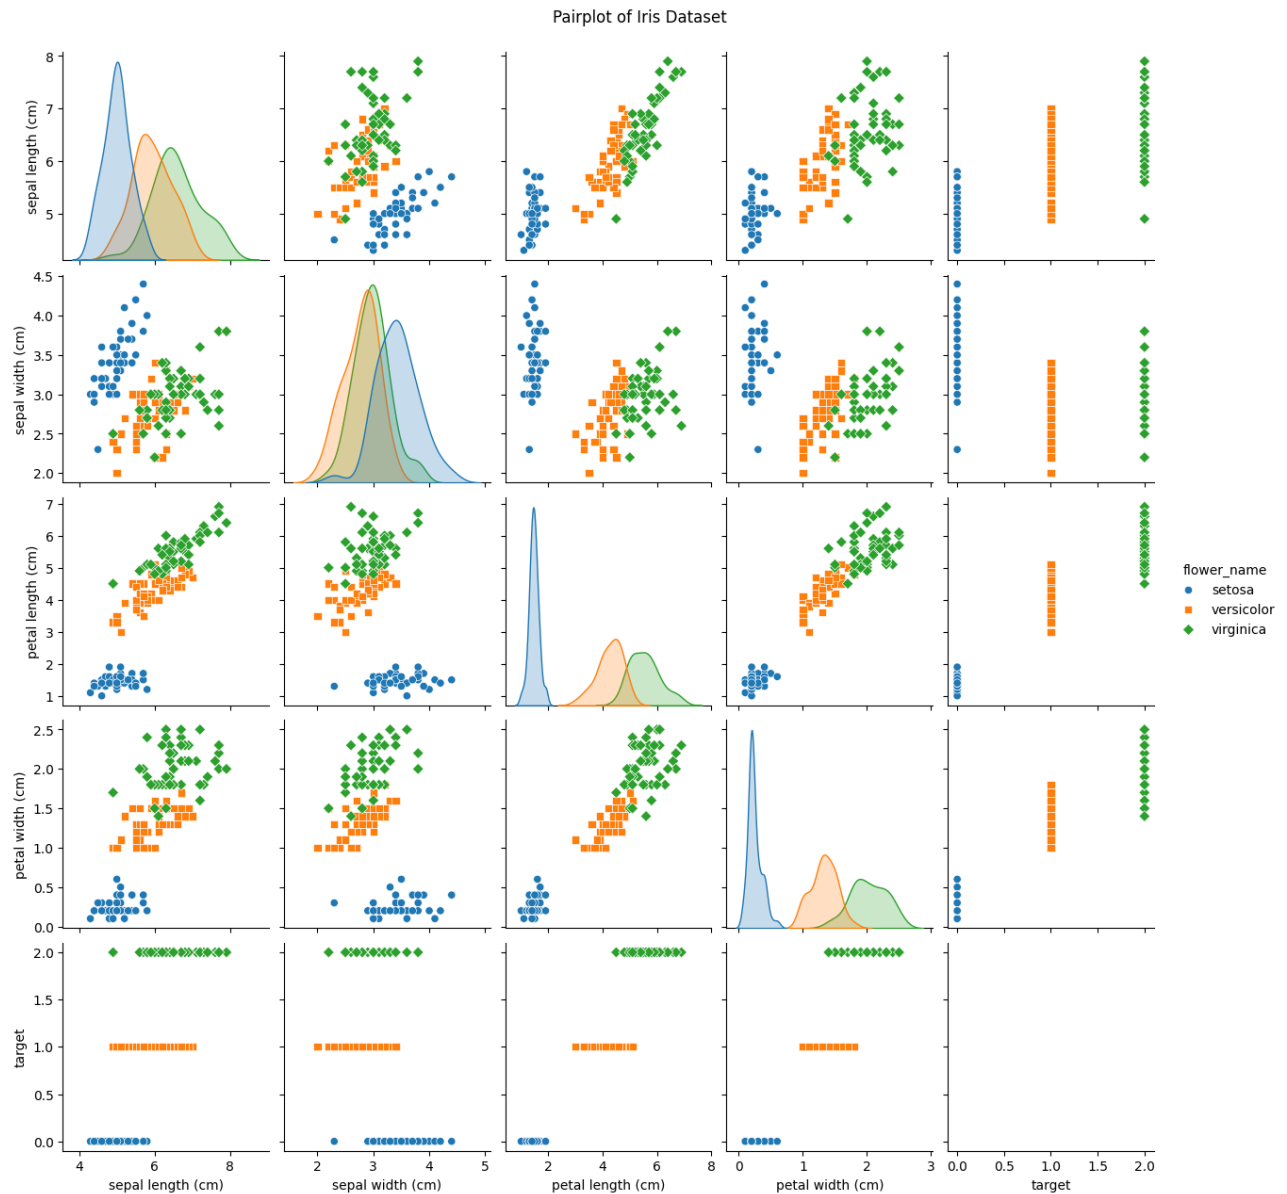 Pairplot of Iris Dataset
8
7
6
5
sepal length (cm)
4.5
4.0
3.5
3.0
2.5
2.0
sepal width (cm)
7
6
5
4
3
2
1
petal length (cm)
flower_name
setosa
versicolor
virginica
2.5
2.0
1.5
1.0
0.5
0.0
petal width (cm)
2.0
1.5
1.0
0.5
0.0
target
4 6 8
2 3 4 5
2 4 6 8
0 1 2 3
0.0 0.5 1.0 1.5 2.0
sepal length (cm)
sepal width (cm)
petal length (cm)
petal width (cm)
target